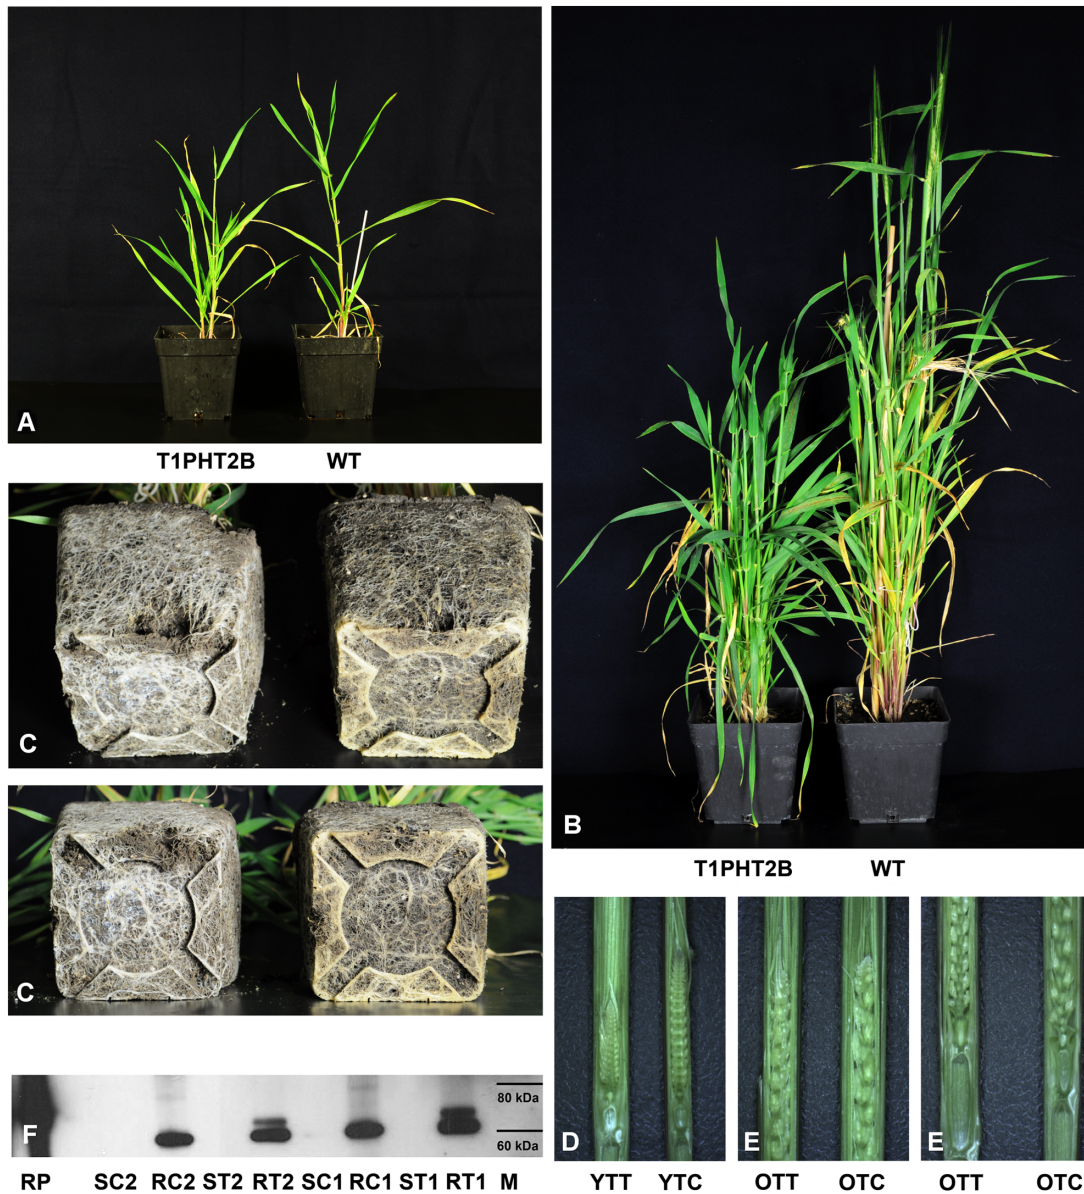 A
T1PHT2B WT
B
T1PHT2B WT
C
C
D E E
YTT YTC OTT OTC OTT OTC
80 kDa
F 60 kDa
RP SC2 RC2 ST2 RT2 SC1 RC1 ST1 RT1 M